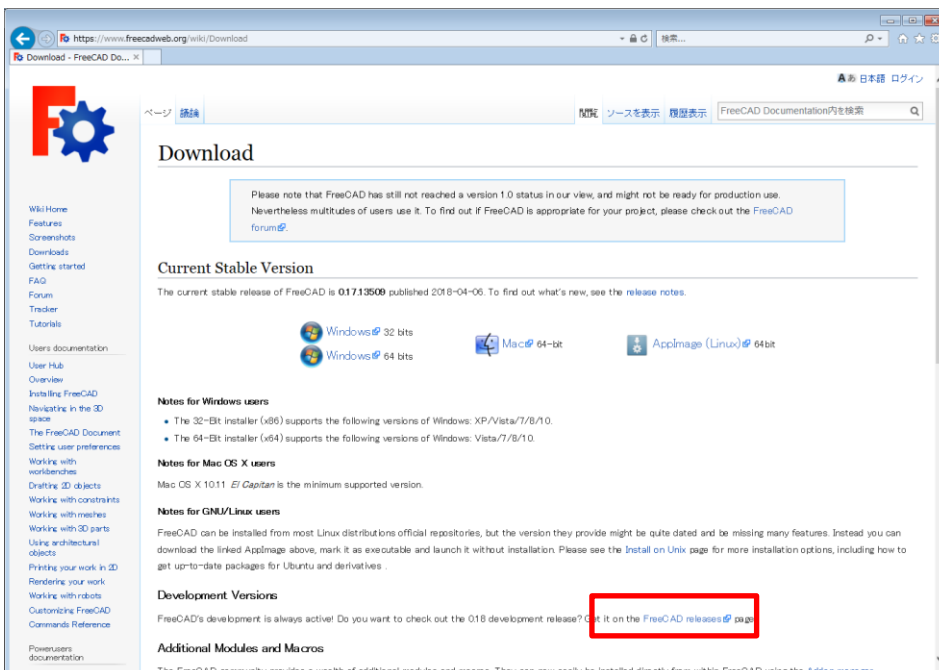 https://www.freecadweb.org/wiki/Download
検索...
Download - FreeCAD Do...
あ 日本語 ログイン
ページ 議論
閲覧 ソースを表示 履歴表示 FreeCAD Documentation内を検索
Download
Please note that FreeCAD has still not reached a version 1.0 status in our view, and might not be ready for production use.
Nevertheless multitudes of users use it. To find out if FreeCAD is appropriate for your project, please check out the FreeCAD
forum.
Wiki Home
Features
Screenshots
Downloads
Getting started
FAQ
Forum
Tracker
Tutorials
Users documentation
User Hub
Overview
Installing FreeCAD
Navigating in the 3D
space
The FreeCAD Document
Setting user preferences
Working with
workbenches
Drafting 2D objects
Working with constraints
Working with meshes
Working with 3D parts
Using architectural
objects
Printing your work in 2D
Rendering your work
Working with robots
Customizing FreeCAD
Commands Reference
Powerusers
documentation
Current Stable Version
The current stable release of FreeCAD is 0.17.13509 published 2018-04-06. To find out what's new, see the release notes.
Windows 32 bits
Windows 64 bits
Mac 64-bit
AppImage (Linux) 64bit
Notes for Windows users
• The 32-Bit installer (x86) supports the following versions of Windows: XP/Vista/7/8/10.
• The 64-Bit installer (x64) supports the following versions of Windows: Vista/7/8/10.
Notes for Mac OS X users
Mac OS X 10.11 El Capitan is the minimum supported version.
Notes for GNU/Linux users
FreeCAD can be installed from most Linux distributions official repositories, but the version they provide might be quite dated and be missing many features. Instead you can
download the linked AppImage above, mark it as executable and launch it without installation. Please see the Install on Unix page for more installation options, including how to
get up-to-date packages for Ubuntu and derivatives .
Development Versions
FreeCAD's development is always active! Do you want to check out the 0.18 development release? Get it on the FreeCAD releases page
Additional Modules and Macros